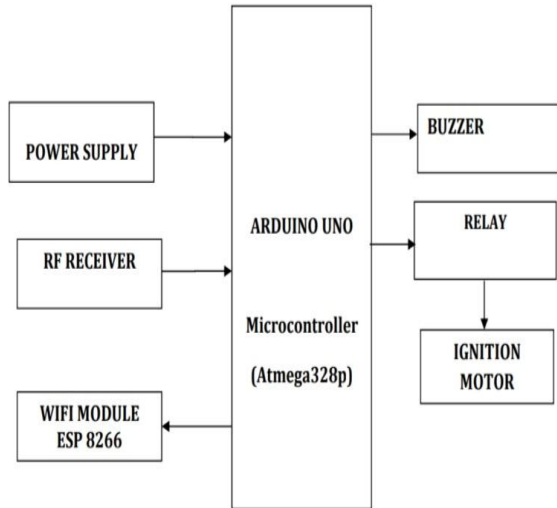 POWER SUPPLY
RF RECEIVER
WIFI MODULE
ESP 8266
ARDUINO UNO
Microcontroller
(Atmega328p)
BUZZER
RELAY
IGNITION
MOTOR